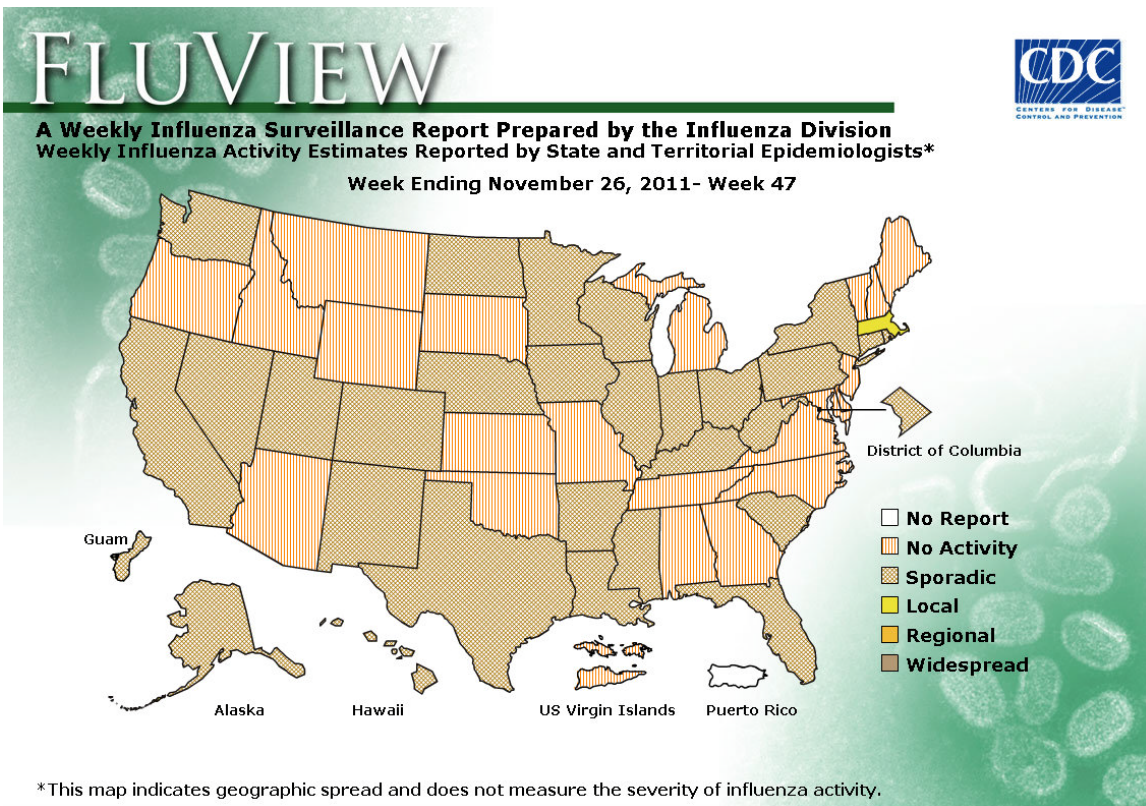 FLUVIEW
CDC
CENTERS FOR DISEASE™
CONTROL AND PREVENTION
A Weekly Influenza Surveillance Report Prepared by the Influenza Division
Weekly Influenza Activity Estimates Reported by State and Territorial Epidemiologists*
Week Ending November 26, 2011- Week 47
District of Columbia
No Report
Guam
No Activity
Sporadic
Local
Regional
Widespread
Alaska
Hawaii
US Virgin Islands
Puerto Rico
*This map indicates geographic spread and does not measure the severity of influenza activity.